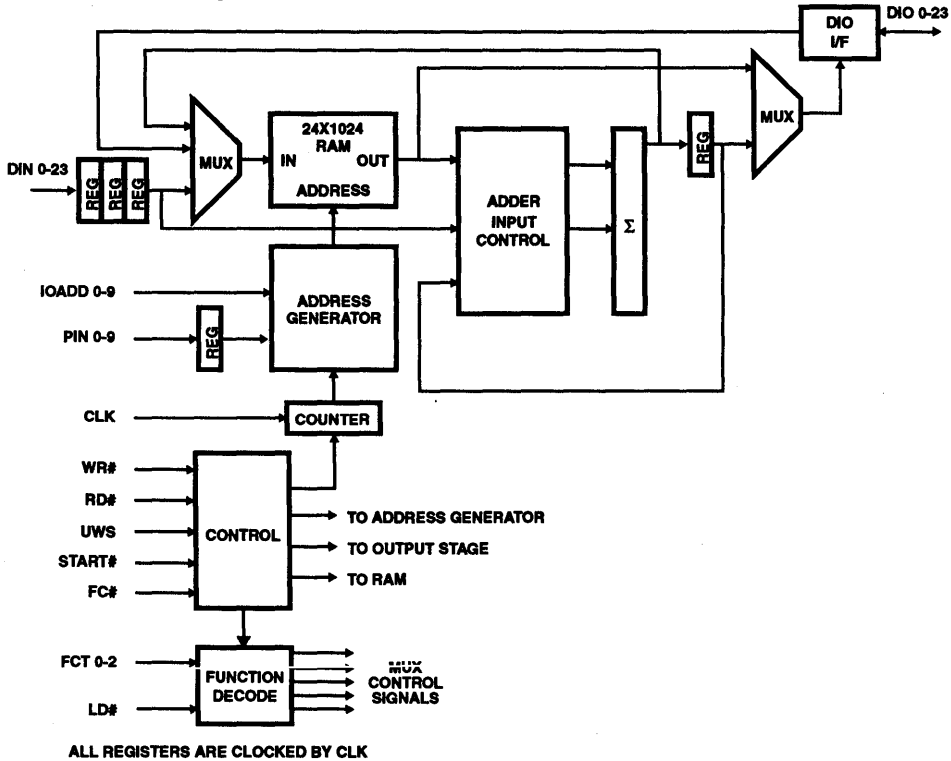 DIO 0-23
DIO
I/F
24X1024
RAM
IN OUT
ADDRESS
MUX
MUX
DIN 0-23
REG
REG
REG
REG
ADDER
INPUT
CONTROL
Σ
IOADD 0-9
ADDRESS
GENERATOR
PIN 0-9
REG
CLK
COUNTER
WR#
RD#
UWS
START#
FC#
CONTROL
TO ADDRESS GENERATOR
TO OUTPUT STAGE
TO RAM
FCT 0-2
LD#
FUNCTION
DECODE
MUX
CONTROL
SIGNALS
ALL REGISTERS ARE CLOCKED BY CLK